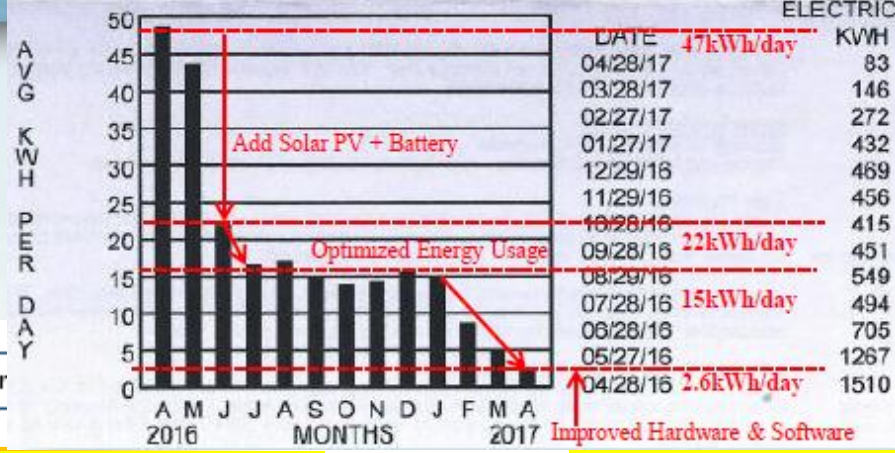 ELECTRIC
DATE KWH
04/28/17 83
03/28/17 146
02/27/17 272
01/27/17 432
12/29/16 469
11/29/16 456
10/28/16 415
09/28/16 451
08/29/16 549
07/28/16 494
06/28/16 705
05/27/16 1267
04/28/16 1510
AVG KWH PER DAY
50
45
40
35
30
25
20
15
10
5
0
A M J J A S O N D J F M A
2016 MONTHS 2017
47kWh/day
Add Solar PV + Battery
22kWh/day
Optimized Energy Usage
15kWh/day
2.6kWh/day
Improved Hardware & Software